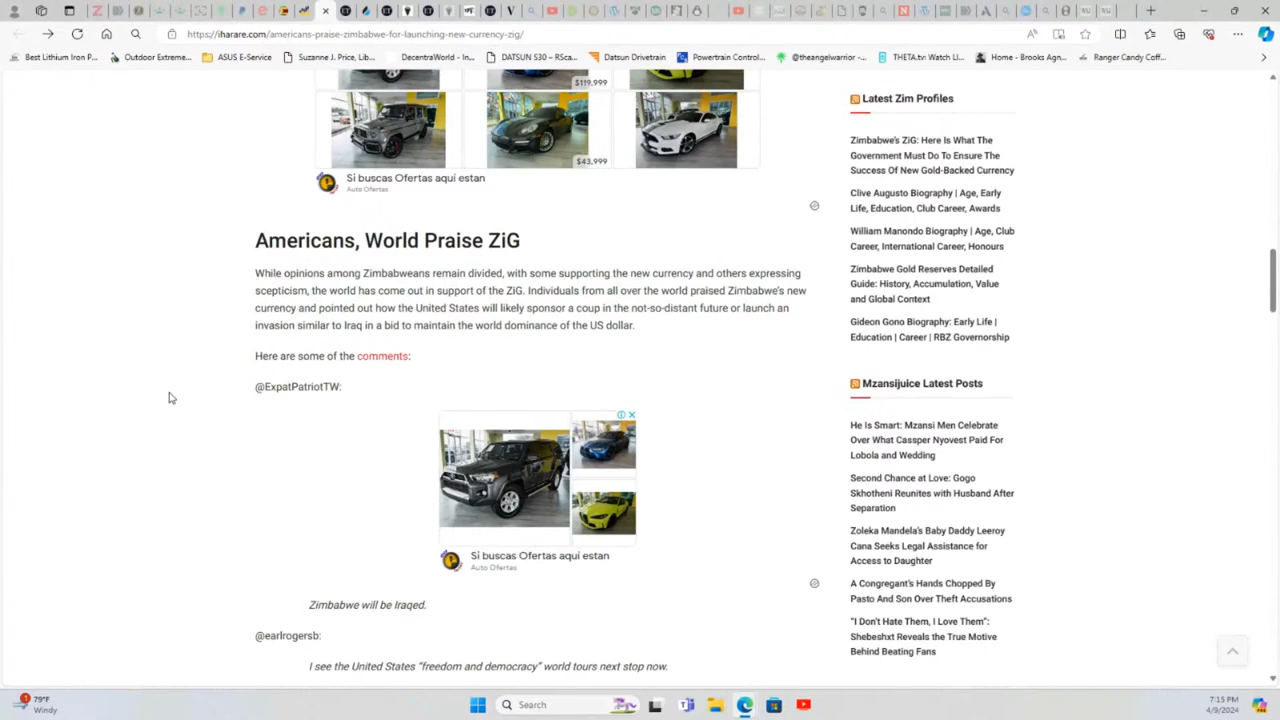 https://iharare.com/americans-praise-zimbabwe-for-launching-new-currency-zig/
Best Lithium Iron P...
Outdoor Extreme...
ASUS E-Service
Suzanne J. Price, Lib...
DecentraWorld - In...
DATSUN S30 – RSca...
Datsun Drivetrain
Powertrain Control...
@theangelwarrior -...
THETA.tv: Watch Li...
Home - Brooks Agn...
Ranger Candy Coff...
$119,999
$43,999
Si buscas Ofertas aquí estan
Auto Ofertas
Americans, World Praise ZiG
While opinions among Zimbabweans remain divided, with some supporting the new currency and others expressing
scepticism, the world has come out in support of the ZiG. Individuals from all over the world praised Zimbabwe's new
currency and pointed out how the United States will likely sponsor a coup in the not-so-distant future or launch an
invasion similar to Iraq in a bid to maintain the world dominance of the US dollar.
Here are some of the comments:
@ExpatPatriotTW:
Si buscas Ofertas aquí estan
Auto Ofertas
Zimbabwe will be Iraqed.
@earlrogersb:
I see the United States "freedom and democracy" world tours next stop now.
Latest Zim Profiles
Zimbabwe's ZiG: Here Is What The
Government Must Do To Ensure The
Success Of New Gold-Backed Currency
Clive Augusto Biography | Age, Early
Life, Education, Club Career, Awards
William Manondo Biography | Age, Club
Career, International Career, Honours
Zimbabwe Gold Reserves Detailed
Guide: History, Accumulation, Value
and Global Context
Gideon Gono Biography: Early Life |
Education | Career | RBZ Governorship
Mzansijuice Latest Posts
He Is Smart: Mzansi Men Celebrate
Over What Cassper Nyovest Paid For
Lobola and Wedding
Second Chance at Love: Gogo
Skhotheni Reunites with Husband After
Separation
Zoleka Mandela's Baby Daddy Leeroy
Cana Seeks Legal Assistance for
Access to Daughter
A Congregant's Hands Chopped By
Pasto And Son Over Theft Accusations
"I Don't Hate Them, I Love Them":
Shebeshxt Reveals the True Motive
Behind Beating Fans
79°F
Windy
Search
7:15 PM
4/9/2024